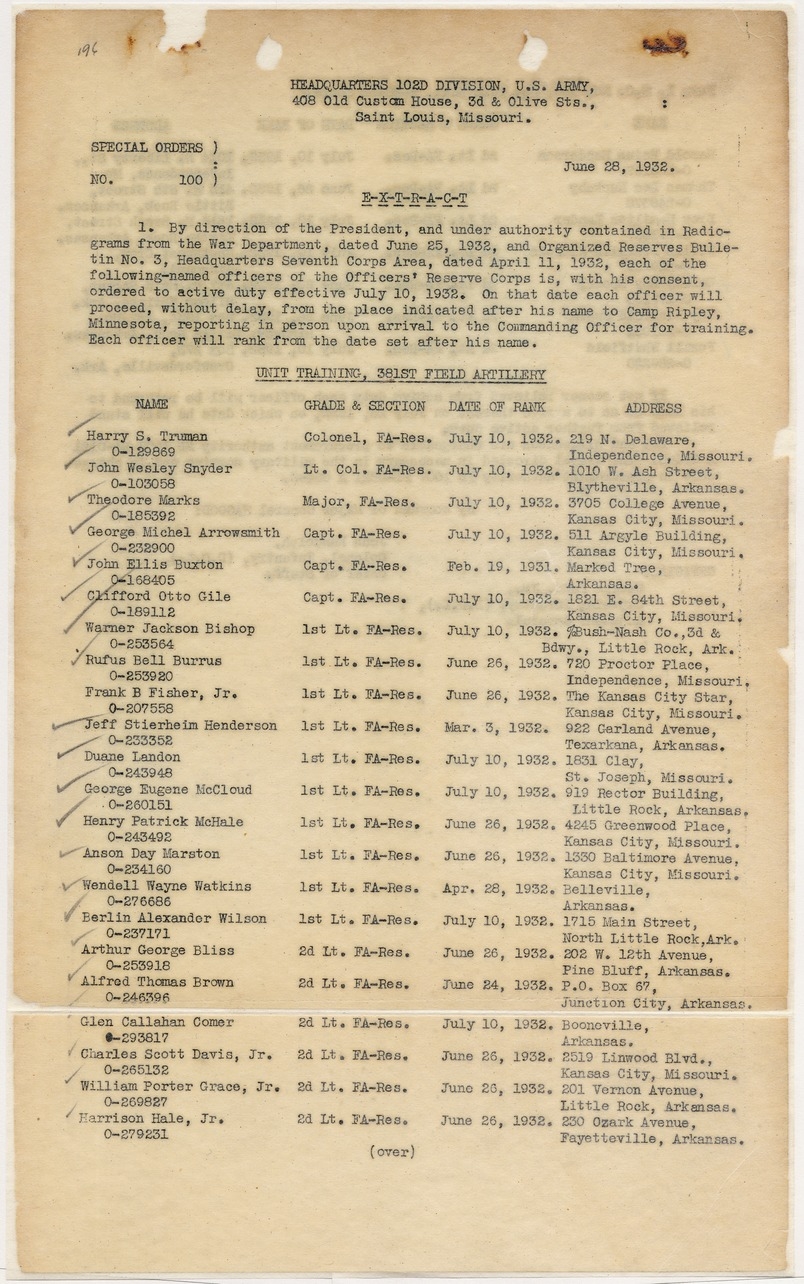 196
HEADQUARTERS 102D DIVISION, U.S. ARMY,
408 Old Custom House, 3d & Olive Sts., :
Saint Louis, Missouri.
SPECIAL ORDERS )
:
June 28, 1932.
NO. 100 )
E-X-T-R-A-C-T
1. By direction of the President, and under authority contained in Radio-
grams from the War Department, dated June 25, 1932, and Organized Reserves Bulle-
tin No. 3, Headquarters Seventh Corps Area, dated April 11, 1932, each of the
following-named officers of the Officers' Reserve Corps is, with his consent,
ordered to active duty effective July 10, 1932. On that date each officer will
proceed, without delay, from the place indicated after his name to Camp Ripley,
Minnesota, reporting in person upon arrival to the Commanding Officer for training.
Each officer will rank from the date set after his name.
UNIT TRAINING, 381ST FIELD ARTILLERY
NAME GRADE & SECTION DATE OF RANK ADDRESS
Harry S. Truman Colonel, FA-Res. July 10, 1932. 219 N. Delaware,
0-129869 Independence, Missouri.
John Wesley Snyder Lt. Col. FA-Res. July 10, 1932. 1010 W. Ash Street,
0-103058 Blytheville, Arkansas.
Theodore Marks Major, FA-Res. July 10, 1932. 3705 College Avenue,
0-185392 Kansas City, Missouri.
George Michel Arrowsmith Capt. FA-Res. July 10, 1932. 511 Argyle Building,
0-232900 Kansas City, Missouri.
John Ellis Buxton Capt. FA-Res. Feb. 19, 1931. Marked Tree,
0-168405 Arkansas.
Clifford Otto Gile Capt. FA-Res. July 10, 1932. 1821 E. 84th Street,
0-189112 Kansas City, Missouri.
Warner Jackson Bishop 1st Lt. FA-Res. July 10, 1932. %Bush-Nash Co.,3d &
0-253564 Bdwy., Little Rock, Ark.
Rufus Bell Burrus 1st Lt. FA-Res. June 26, 1932. 720 Proctor Place,
0-253920 Independence, Missouri.
Frank B Fisher, Jr. 1st Lt. FA-Res. June 26, 1932. The Kansas City Star,
0-207558 Kansas City, Missouri.
Jeff Stierheim Henderson 1st Lt. FA-Res. Mar. 3, 1932. 922 Garland Avenue,
0-233352 Texarkana, Arkansas.
Duane Landon 1st Lt. FA-Res. July 10, 1932. 1831 Clay,
0-243948 St. Joseph, Missouri.
George Eugene McCloud 1st Lt. FA-Res. July 10, 1932. 919 Rector Building,
0-260151 Little Rock, Arkansas.
Henry Patrick McHale 1st Lt. FA-Res. June 26, 1932. 4245 Greenwood Place,
0-243492 Kansas City, Missouri.
Anson Day Marston 1st Lt. FA-Res. June 26, 1932. 1330 Baltimore Avenue,
0-234160 Kansas City, Missouri.
Wendell Wayne Watkins 1st Lt. FA-Res. Apr. 28, 1932. Belleville,
0-276686 Arkansas.
Berlin Alexander Wilson 1st Lt. FA-Res. July 10, 1932. 1715 Main Street,
0-237171 North Little Rock,Ark.
Arthur George Bliss 2d Lt. FA-Res. June 26, 1932. 202 W. 12th Avenue,
0-253918 Pine Bluff, Arkansas.
Alfred Thomas Brown 2d Lt. FA-Res. June 24, 1932. P.O. Box 67,
0-246396 Junction City, Arkansas.
Glen Callahan Comer 2d Lt. FA-Res. July 10, 1932. Booneville,
0-293817 Arkansas.
Charles Scott Davis, Jr. 2d Lt. FA-Res. June 26, 1932. 2519 Linwood Blvd.,
0-265132 Kansas City, Missouri.
William Porter Grace, Jr. 2d Lt. FA-Res. June 26, 1932. 201 Vernon Avenue,
0-269827 Little Rock, Arkansas.
Harrison Hale, Jr. 2d Lt. FA-Res. June 26, 1932. 230 Ozark Avenue,
0-279231 Fayetteville, Arkansas.
(over)